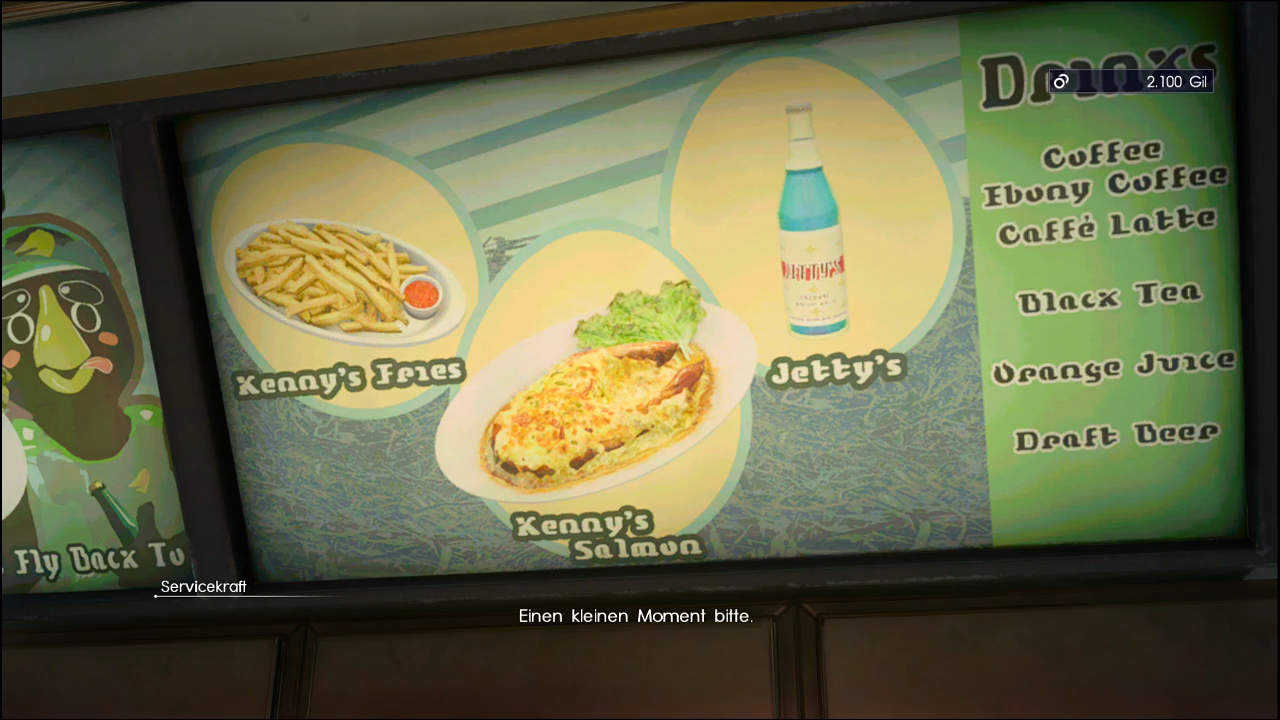 Drinks
2.100 Gil
Coffee
Ebony Coffee
Caffè Latte
Black Tea
Orange Juice
Draft Beer
Kenny's Fries
Jetty's
JETTY'S
Kenny's
Salmon
Fly Back To
Servicekraft
Einen kleinen Moment bitte.